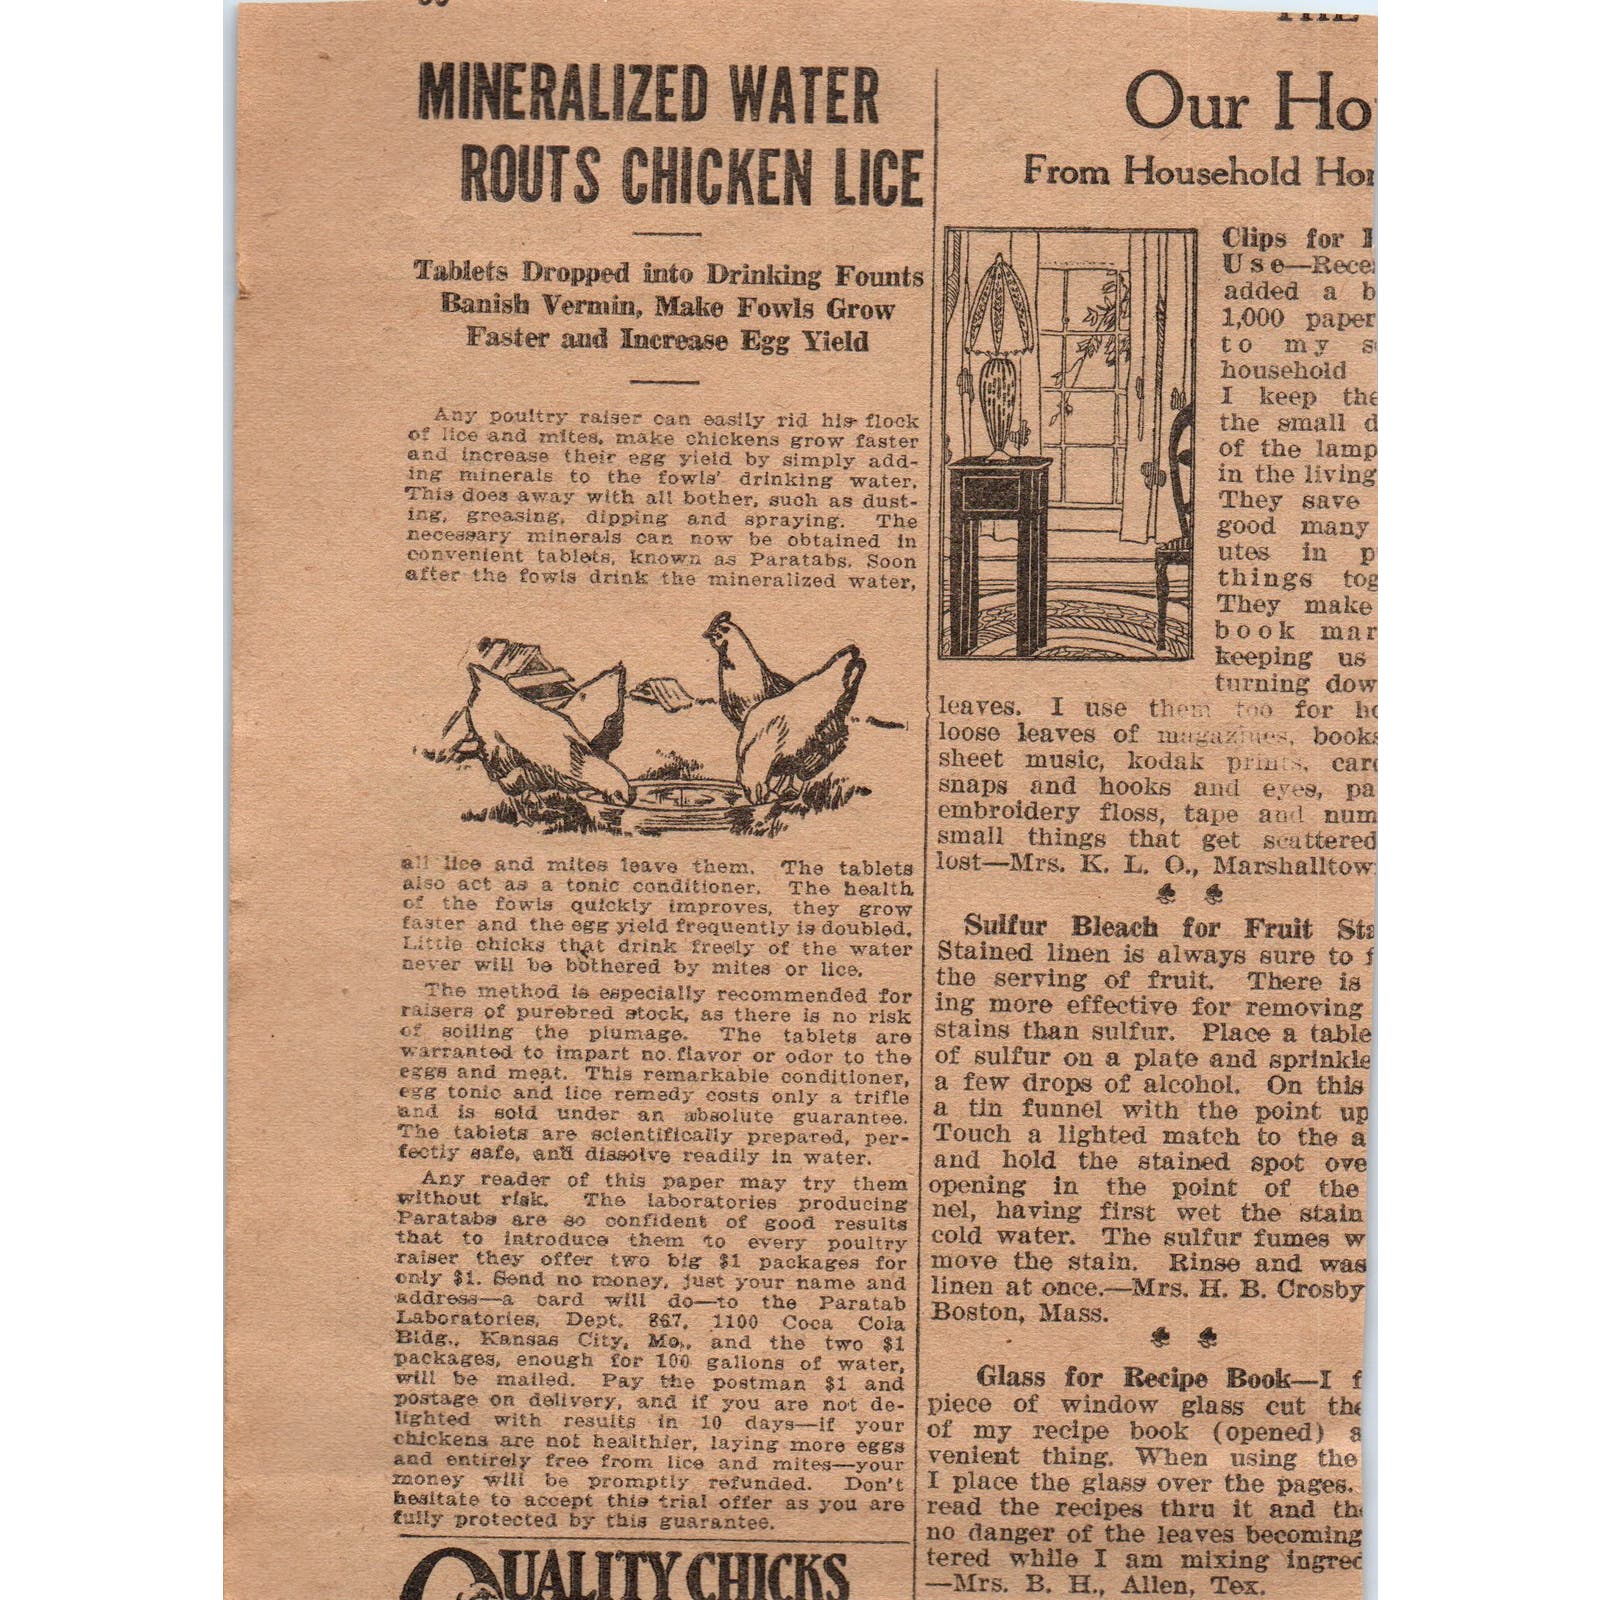 MINERALIZED WATER
ROUTS CHICKEN LICE
Tablets Dropped into Drinking Founts
Banish Vermin, Make Fowls Grow
Faster and Increase Egg Yield
Any poultry raiser can easily rid his flock
of lice and mites, make chickens grow faster
and increase their egg yield by simply add-
ing minerals to the fowls' drinking water.
This does away with all bother, such as dust-
ing, greasing, dipping and spraying. The
necessary minerals can now be obtained in
convenient tablets, known as Paratabs. Soon
after the fowls drink the mineralized water,
all lice and mites leave them. The tablets
also act as a tonic conditioner. The health
of the fowls quickly improves, they grow
faster and the egg yield frequently is doubled.
Little chicks that drink freely of the water
never will be bothered by mites or lice.
The method is especially recommended for
raisers of purebred stock, as there is no risk
of soiling the plumage. The tablets are
warranted to impart no flavor or odor to the
eggs and meat. This remarkable conditioner,
egg tonic and lice remedy costs only a trifle
and is sold under an absolute guarantee.
The tablets are scientifically prepared, per-
fectly safe, and dissolve readily in water.
Any reader of this paper may try them
without risk. The laboratories producing
Paratabs are so confident of good results
that to introduce them to every poultry
raiser they offer two big $1 packages for
only $1. Send no money, just your name and
address—a card will do—to the Paratab
Laboratories, Dept. 867, 1100 Coca Cola
Bldg., Kansas City, Mo., and the two $1
packages, enough for 100 gallons of water,
will be mailed. Pay the postman $1 and
postage on delivery, and if you are not de-
lighted with results in 10 days—if your
chickens are not healthier, laying more eggs
and entirely free from lice and mites—your
money will be promptly refunded. Don't
hesitate to accept this trial offer as you are
fully protected by this guarantee.
QUALITY CHICKS
THE
Our Ho
From Household Hor
Clips for
Use—Rece
added a b
1,000 paper
to my s
household
I keep the
the small d
of the lamp
in the living
They save
good many
utes in p
things tog
They make
book mar
keeping us
turning dow
leaves. I use them too for ho
loose leaves of magazines, books
sheet music, kodak prints, card
snaps and hooks and eyes, pa
embroidery floss, tape and num
small things that get scattered
lost—Mrs. K. L. O., Marshalltow
Sulfur Bleach for Fruit Sta
Stained linen is always sure to f
the serving of fruit. There is
ing more effective for removing
stains than sulfur. Place a table
of sulfur on a plate and sprinkle
a few drops of alcohol. On this
a tin funnel with the point up
Touch a lighted match to the a
and hold the stained spot ove
opening in the point of the
nel, having first wet the stain
cold water. The sulfur fumes w
move the stain. Rinse and was
linen at once.—Mrs. H. B. Crosby
Boston, Mass.
Glass for Recipe Book—I f
piece of window glass cut the
of my recipe book (opened) a
venient thing. When using the
I place the glass over the pages.
read the recipes thru it and the
no danger of the leaves becoming
tered while I am mixing ingred
—Mrs. B. H., Allen, Tex.